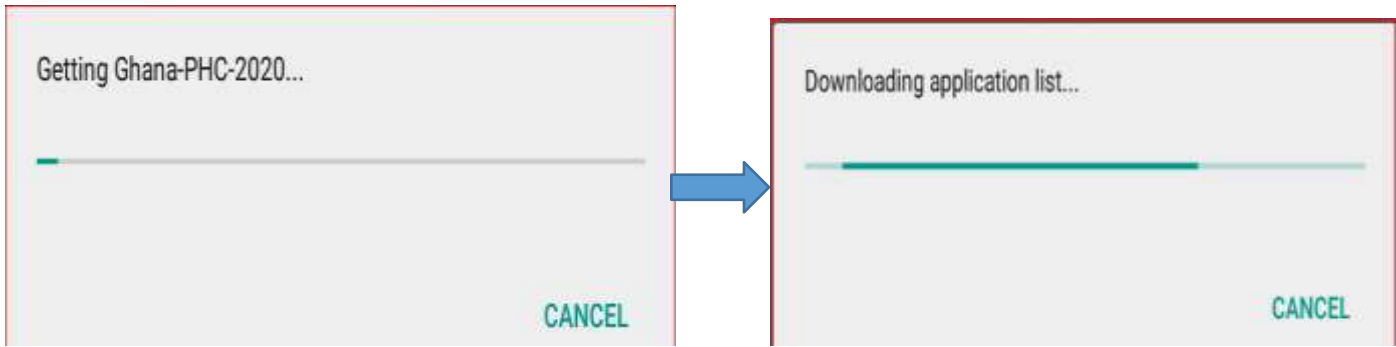 Getting Ghana-PHC-2020...
CANCEL
Downloading application list...
CANCEL